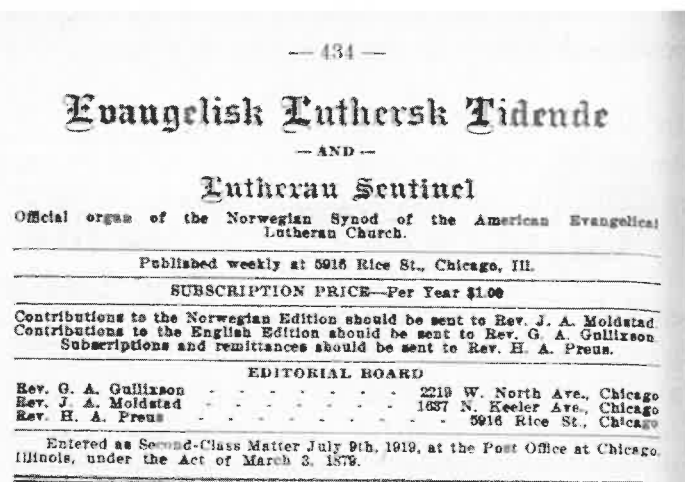 — 434 —
Evangelisk Luthersk Tidende
— AND —
Lutheran Sentinel
Official organ of the Norwegian Synod of the American Evangelical
Lutheran Church.
Published weekly at 5916 Rice St., Chicago, Ill.
SUBSCRIPTION PRICE—Per Year $1.00
Contributions to the Norwegian Edition should be sent to Rev. J. A. Moldstad.
Contributions to the English Edition should be sent to Rev. G. A. Gullixson
Subscriptions and remittances should be sent to Rev. H. A. Preus.
EDITORIAL BOARD
Rev. G. A. Gullixson - - - - - - - 2219 W. North Ave., Chicago
Rev. J. A. Moldstad - - - - - - - 1637 N. Keeler Ave., Chicago
Rev. H. A. Preus - - - - - - - - - 5916 Rice St., Chicago
Entered as Second-Class Matter July 9th, 1919, at the Post Office at Chicago,
Illinois, under the Act of March 3, 1879.